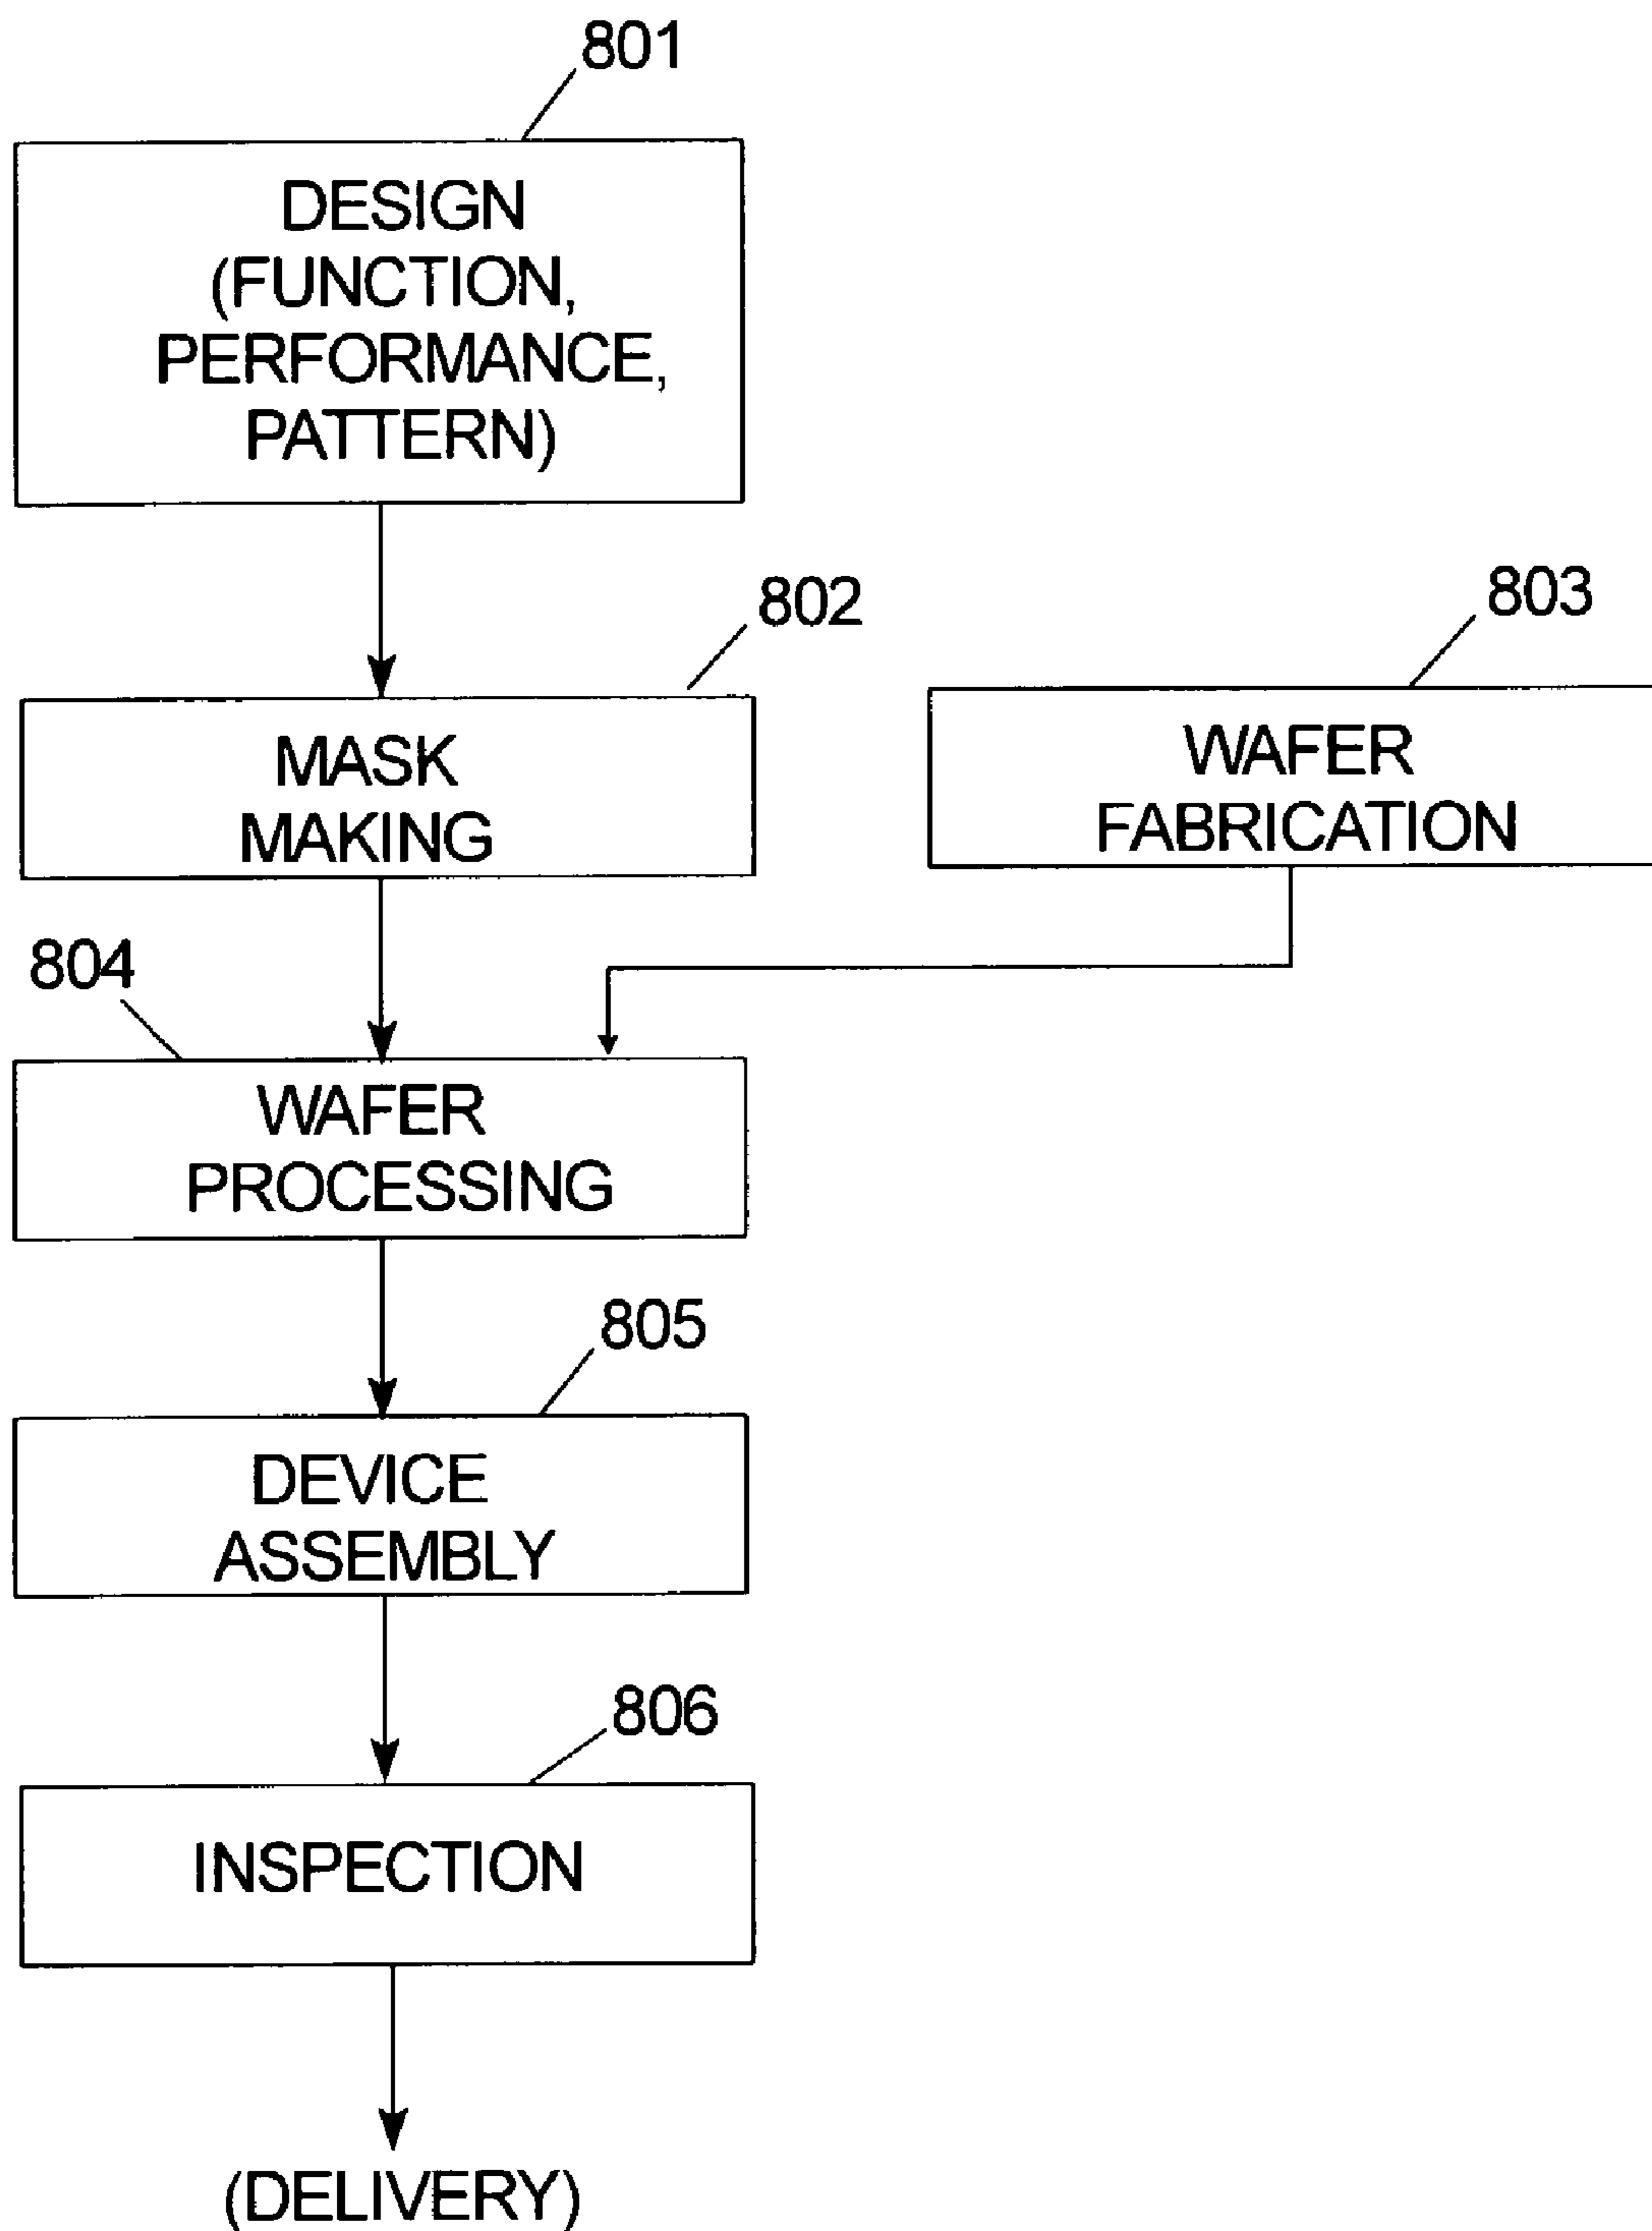 801
DESIGN
(FUNCTION,
PERFORMANCE,
PATTERN)
802
MASK
MAKING
803
WAFER
FABRICATION
804
WAFER
PROCESSING
805
DEVICE
ASSEMBLY
806
INSPECTION
(DELIVERY)